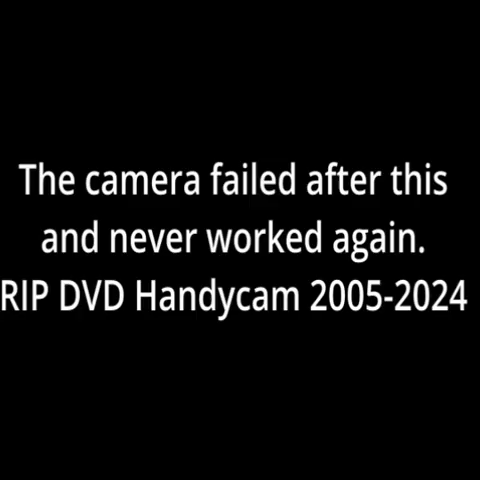 The camera failed after this
and never worked again.
RIP DVD Handycam 2005-2024